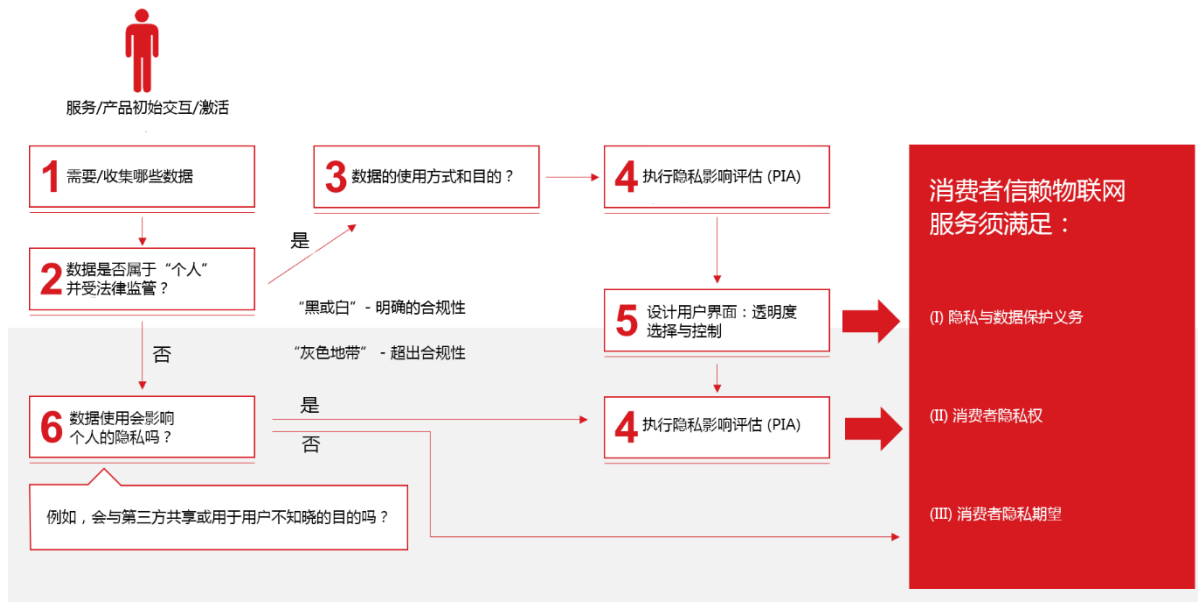 服务/产品初始交互/激活
1 需要/收集哪些数据
2 数据是否属于“个人”
并受法律监管？
是
3 数据的使用方式和目的？
4 执行隐私影响评估 (PIA)
“黑或白” - 明确的合规性
“灰色地带” - 超出合规性
5 设计用户界面：透明度
选择与控制
否
6 数据使用会影响
个人的隐私吗？
是
否
4 执行隐私影响评估 (PIA)
例如，会与第三方共享或用于用户不知晓的目的吗？
消费者信赖物联网
服务须满足：
(I) 隐私与数据保护义务
(II) 消费者隐私权
(III) 消费者隐私期望